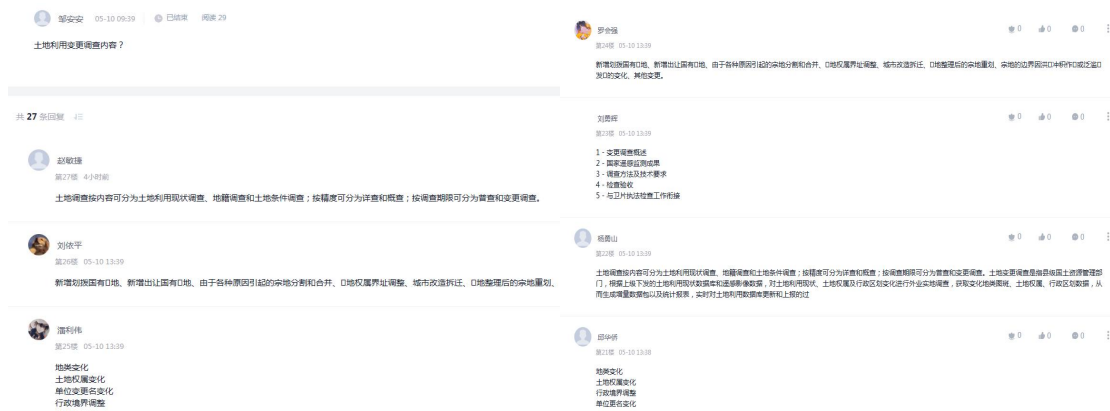 邹安安 05-10 09:39 已结束 阅读 29
土地利用变更调查内容？
共 27 条回复
赵敏捷
第27楼 4小时前
土地调查按内容可分为土地利用现状调查、地籍调查和土地条件调查；按精度可分为详查和概查；按调查期限可分为普查和变更调查。
刘依平
第26楼 05-10 13:39
新增划拨国有□地、新增出让国有□地、由于各种原因引起的宗地分割和合并、□地权属界址调整、城市改造拆迁、□地整理后的宗地重划、
潘利伟
第25楼 05-10 13:39
地类变化
土地权属变化
单位变更名变化
行政境界调整
罗会强 0 0 0
第24楼 05-10 13:39
新增划拨国有□地、新增出让国有□地、由于各种原因引起的宗地分割和合并、□地权属界址调整、城市改造拆迁、□地整理后的宗地重划、宗地的边界因洪□冲积作□或泛滥□
发□的变化、其他变更。
刘勇辉 0 0 0
第23楼 05-10 13:39
1 - 变更调查概述
2 - 国家遥感监测成果
3 - 调查方法及技术要求
4 - 检查验收
5 - 与卫片执法检查工作衔接
杨勇山 0 0 0
第22楼 05-10 13:39
土地调查按内容可分为土地利用现状调查、地籍调查和土地条件调查；按精度可分为详查和概查；按调查期限可分为普查和变更调查。土地变更调查是指县级国土资源管理部
门，根据上级下发的土地利用现状数据库和遥感影像数据，对土地利用现状、土地权属及行政区划变化进行外业实地调查，获取变化地类图斑、土地权属、行政区划数据，从
而生成增量数据包以及统计报表，实时对土地利用数据库更新和上报的过
邱华侨 0 0 0
第21楼 05-10 13:38
地类变化
土地权属变化
行政境界调整
单位更名变化